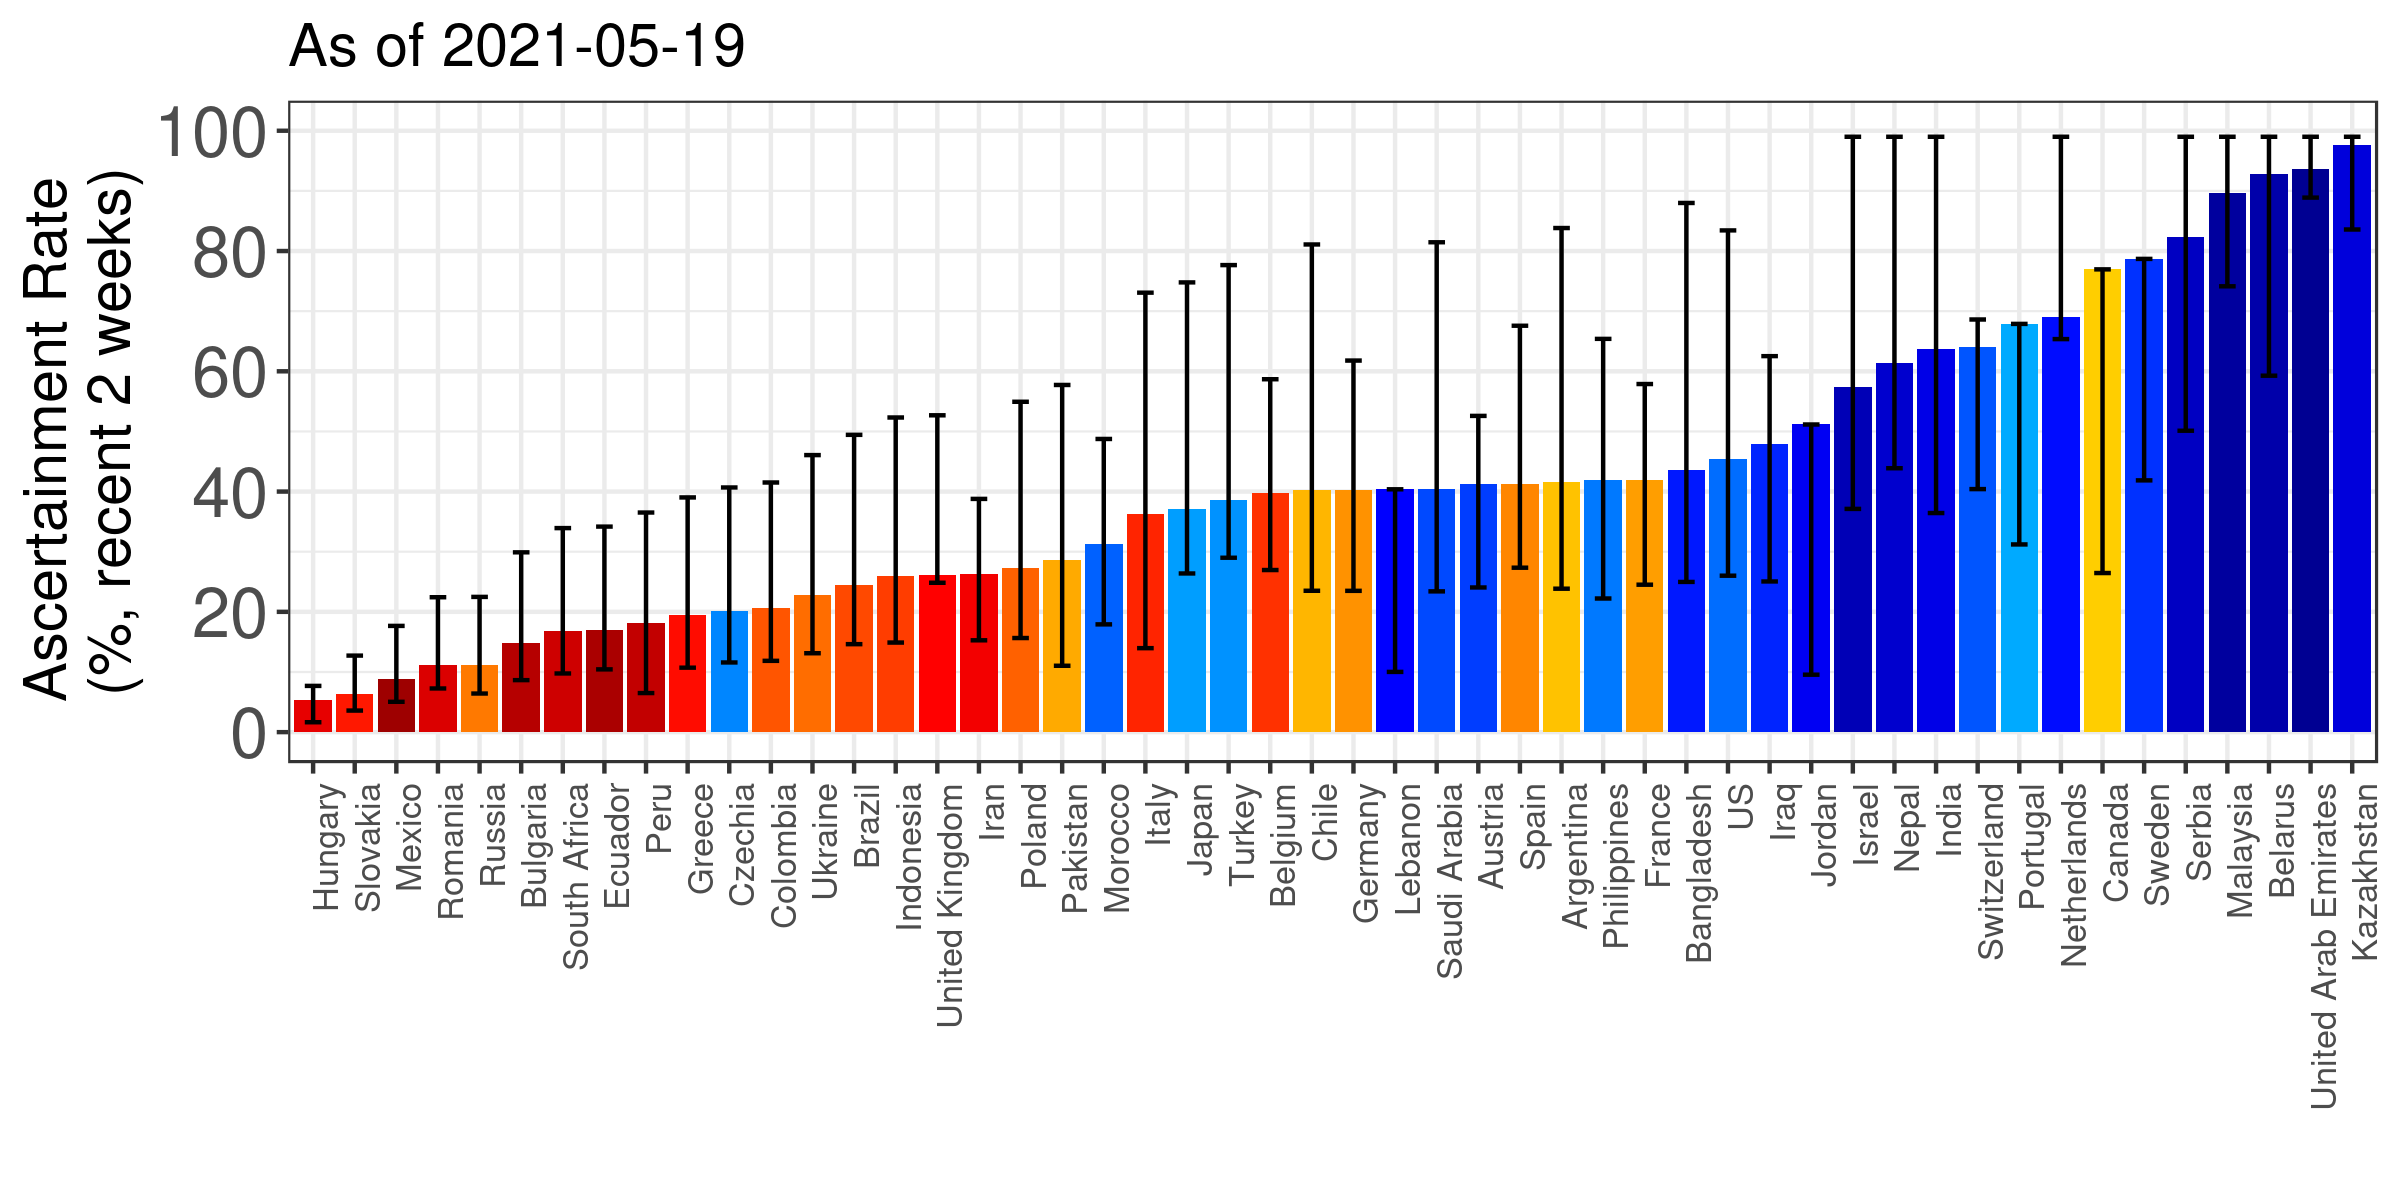 As of 2021-05-19
Ascertainment Rate
(%, recent 2 weeks)
100
80
60
40
20
0
Hungary
Slovakia
Mexico
Romania
Russia
Bulgaria
South Africa
Ecuador
Peru
Greece
Czechia
Colombia
Ukraine
Brazil
Indonesia
United Kingdom
Iran
Poland
Pakistan
Morocco
Italy
Japan
Turkey
Belgium
Chile
Germany
Lebanon
Saudi Arabia
Austria
Spain
Argentina
Philippines
France
Bangladesh
US
Iraq
Jordan
Israel
Nepal
India
Switzerland
Portugal
Netherlands
Canada
Sweden
Serbia
Malaysia
Belarus
United Arab Emirates
Kazakhstan